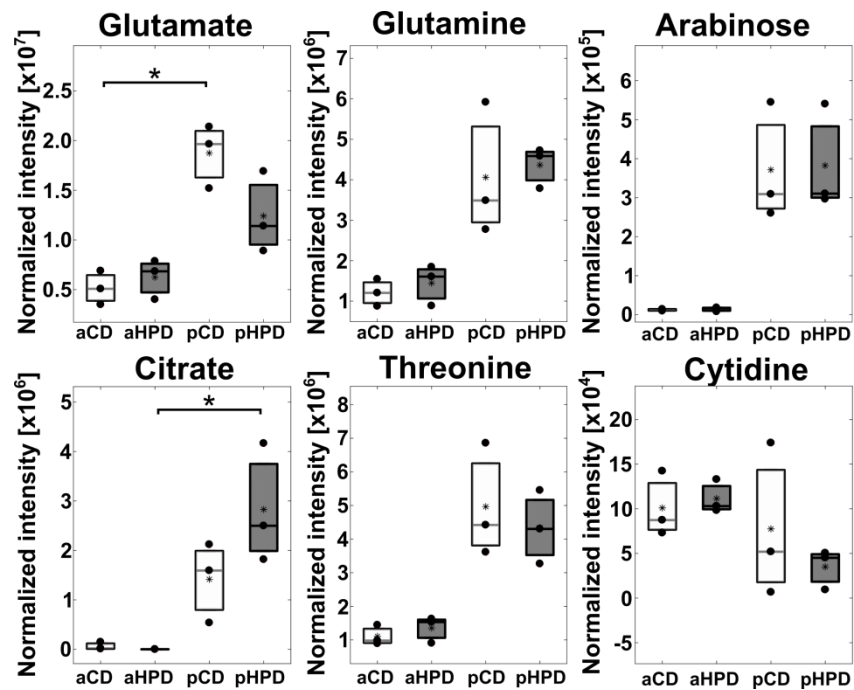 Glutamate
Normalized intensity [x10⁷]
2.5
2.0
1.5
1.0
0.5
*
aCD aHPD pCD pHPD
Glutamine
Normalized intensity [x10⁶]
7
6
5
4
3
2
1
aCD aHPD pCD pHPD
Arabinose
Normalized intensity [x10⁵]
6
5
4
3
2
1
0
aCD aHPD pCD pHPD
Citrate
Normalized intensity [x10⁶]
5
4
3
2
1
0
*
aCD aHPD pCD pHPD
Threonine
Normalized intensity [x10⁶]
8
7
6
5
4
3
2
1
aCD aHPD pCD pHPD
Cytidine
Normalized intensity [x10⁴]
20
15
10
5
0
-5
aCD aHPD pCD pHPD